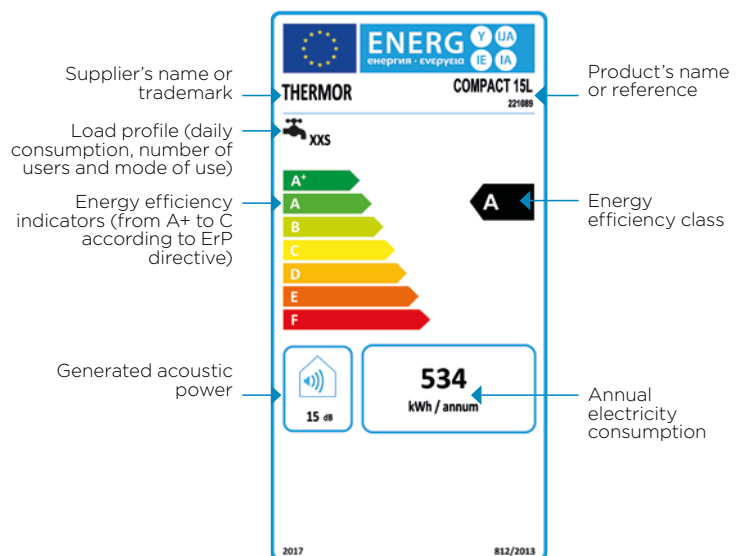 ENERG Y IJA IE IA
енергия · ενεργεια
Supplier's name or
trademark
THERMOR
COMPACT 15L
221089
Product's name
or reference
Load profile (daily
consumption, number of
users and mode of use)
XXS
Energy efficiency
indicators (from A+ to C
according to ErP
directive)
A+
A
B
C
D
E
F
A
Energy
efficiency class
Generated acoustic
power
15 dB
534
kWh / annum
Annual
electricity
consumption
2017
812/2013